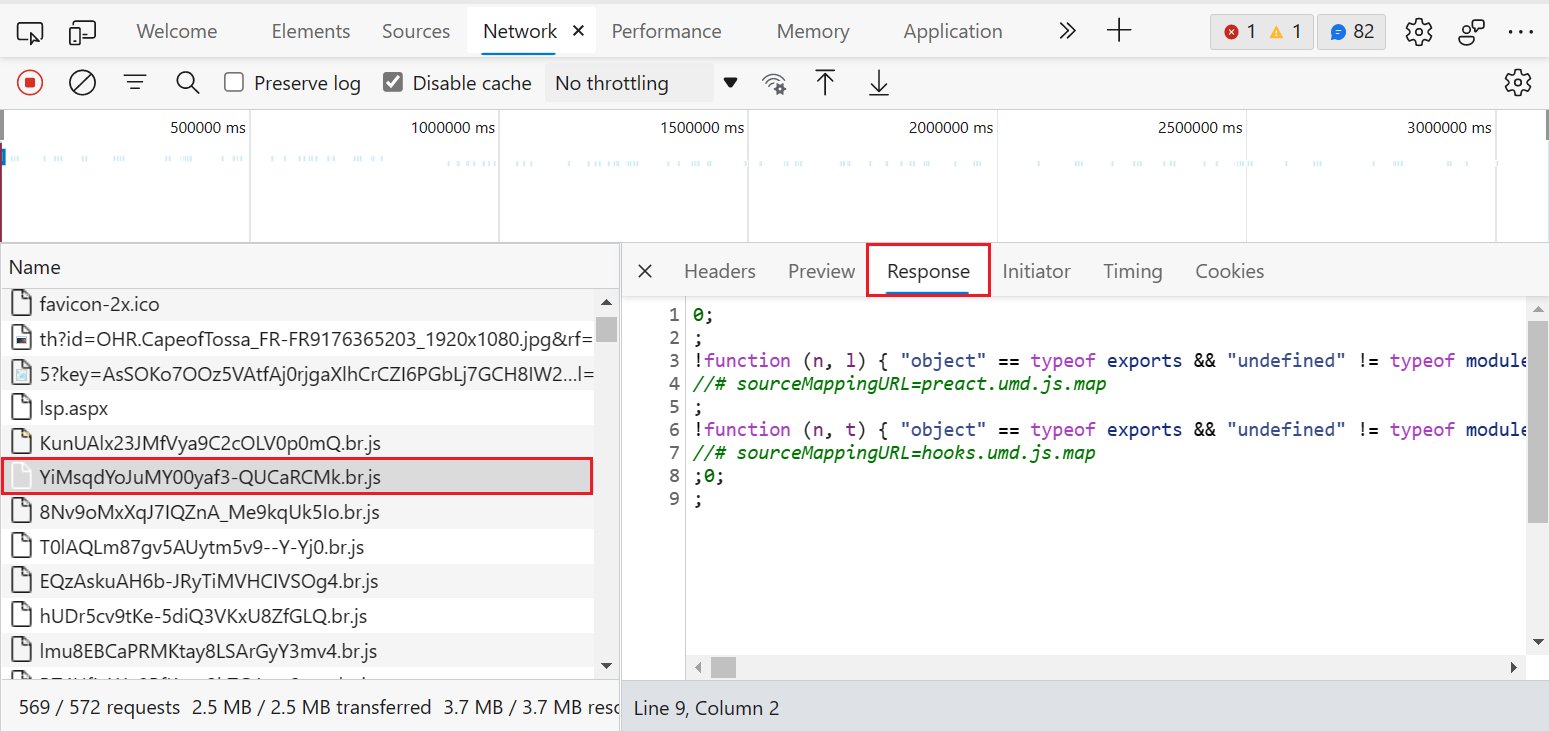 Welcome Elements Sources Network Performance Memory Application 1 1 82
Preserve log Disable cache No throttling
500000 ms 1000000 ms 1500000 ms 2000000 ms 2500000 ms 3000000 ms
Name
favicon-2x.ico
th?id=OHR.CapeofTossa_FR-FR9176365203_1920x1080.jpg&rf=
5?key=AsSOKo7OOz5VAtfAj0rjgaXlhCrCZI6PGbLj7GCH8IW2...l=
lsp.aspx
KunUAIx23JMfVya9C2cOLV0p0mQ.br.js
YiMsqdYoJuMY00yaf3-QUCaRCMk.br.js
8Nv9oMxXqJ7IQZnA_Me9kqUk5Io.br.js
T0lAQLm87gv5AUytm5v9--Y-Yj0.br.js
EQzAskuAH6b-JRyTiMVHCIVSOg4.br.js
hUDr5cv9tKe-5diQ3VKxU8ZfGLQ.br.js
lmu8EBCaPRMKtay8LSArGyY3mv4.br.js
569 / 572 requests 2.5 MB / 2.5 MB transferred 3.7 MB / 3.7 MB resc
Headers Preview Response Initiator Timing Cookies
1 0;
2 ;
3 !function (n, l) { "object" == typeof exports && "undefined" != typeof module
4 //# sourceMappingURL=preact.umd.js.map
5 ;
6 !function (n, t) { "object" == typeof exports && "undefined" != typeof module
7 //# sourceMappingURL=hooks.umd.js.map
8 ;0;
9 ;
Line 9, Column 2